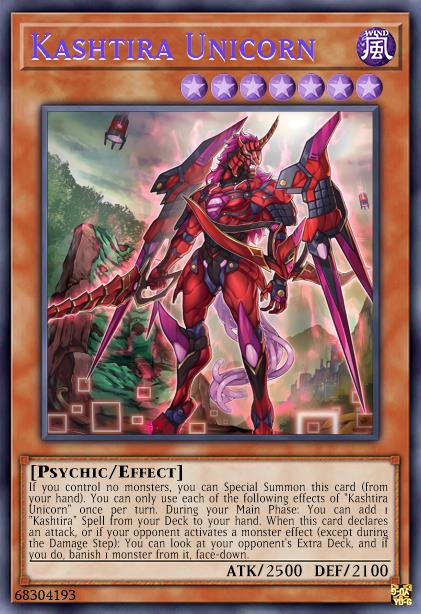 Kashtira Unicorn
WIND
風
[Psychic/Effect]
If you control no monsters, you can Special Summon this card (from
your hand). You can only use each of the following effects of "Kashtira
Unicorn" once per turn. During your Main Phase: You can add 1
"Kashtira" Spell from your Deck to your hand. When this card declares
an attack, or if your opponent activates a monster effect (except during
the Damage Step): You can look at your opponent's Extra Deck, and if
you do, banish 1 monster from it, face-down.
ATK/2500 DEF/2100
68304193